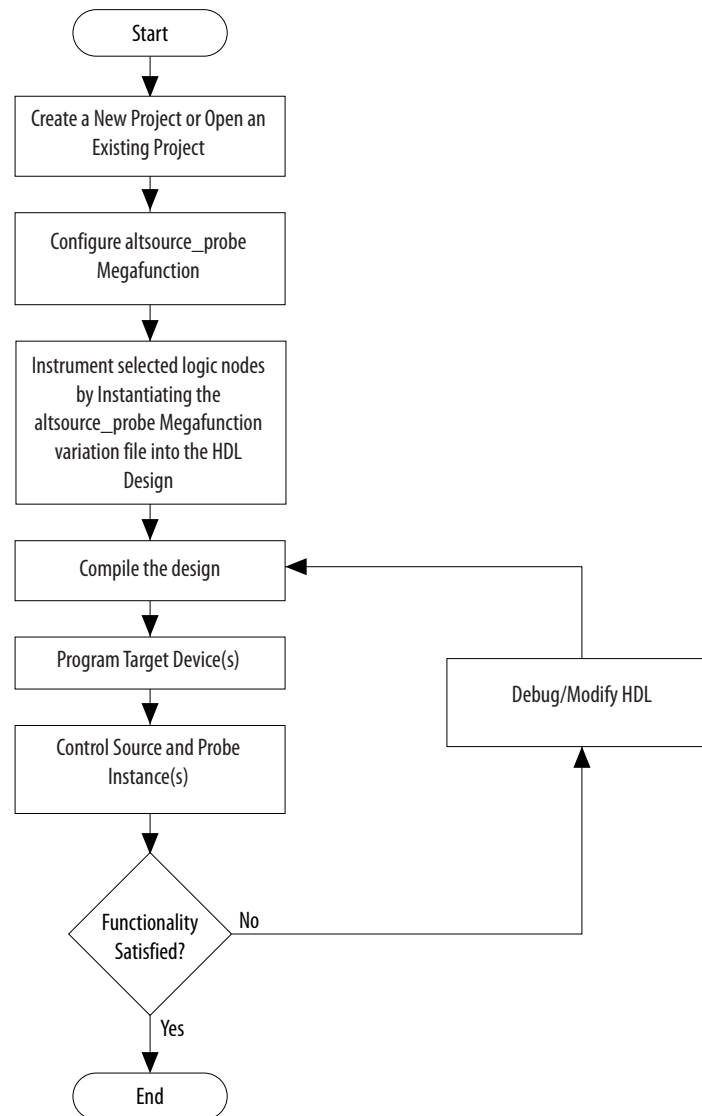 Start
Create a New Project or Open an
Existing Project
Configure altsource_probe
Megafunction
Instrument selected logic nodes
by Instantiating the
altsource_probe Megafunction
variation file into the HDL
Design
Compile the design
Program Target Device(s)
Debug/Modify HDL
Control Source and Probe
Instance(s)
Functionality
Satisfied?
No
Yes
End